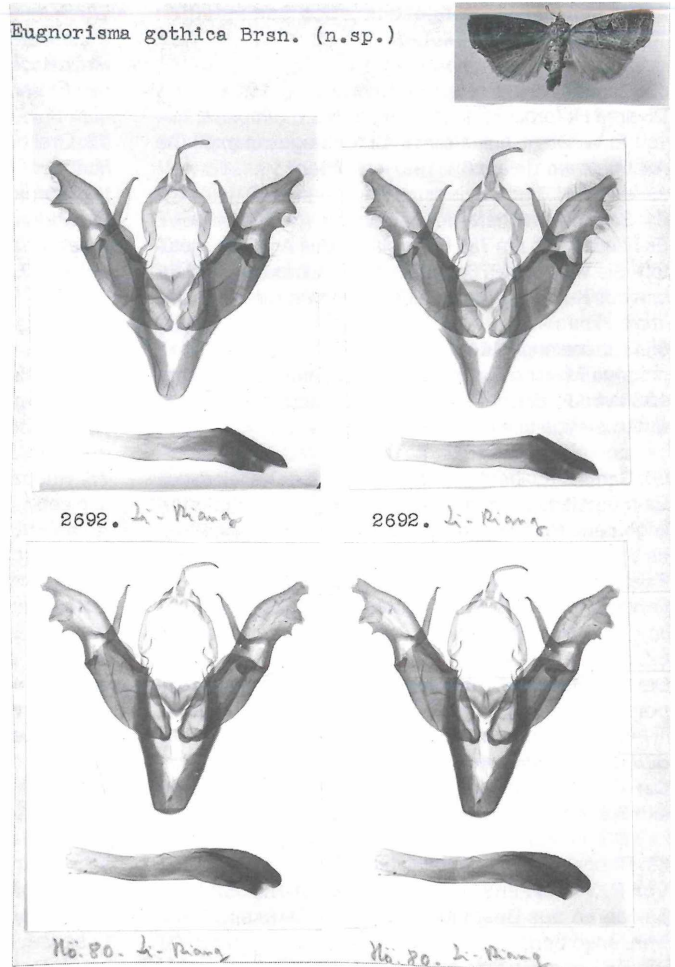 Eugnorisma gothica Brsn. (n.sp.)
2692. Li-Kiang 2692. Li-Kiang
Hö. 80. Li-Kiang Hö. 80. Li-Kiang